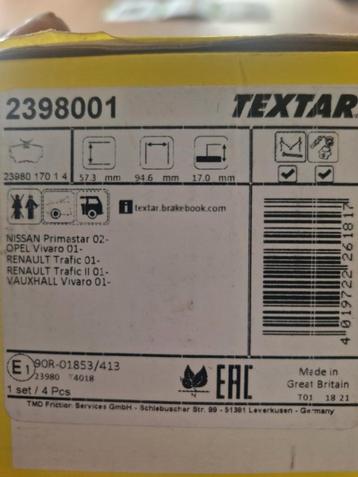 2398001
TEXTAR
23980 170 1 4
57.3 mm
94.6 mm
17.0 mm
i textar.brakebook.com
NISSAN Primastar 02-
OPEL Vivaro 01-
RENAULT Trafic 01-
RENAULT Trafic II 01-
VAUXHALL Vivaro 01-
4 019722 261817
E1 90R-01853/413
23980 T4018
1 set / 4 Pcs
EAC
Made in
Great Britain
T01 18 21
TMD Friction Services GmbH - Schlebuscher Str. 99 - 51381 Leverkusen - Germany